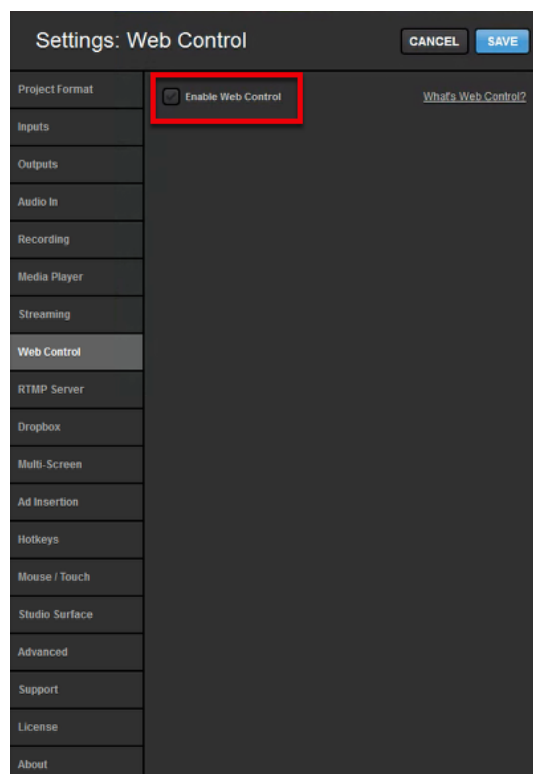 Settings: Web Control
CANCEL
SAVE
Project Format
Enable Web Control
What's Web Control?
Inputs
Outputs
Audio In
Recording
Media Player
Streaming
Web Control
RTMP Server
Dropbox
Multi-Screen
Ad Insertion
Hotkeys
Mouse / Touch
Studio Surface
Advanced
Support
License
About